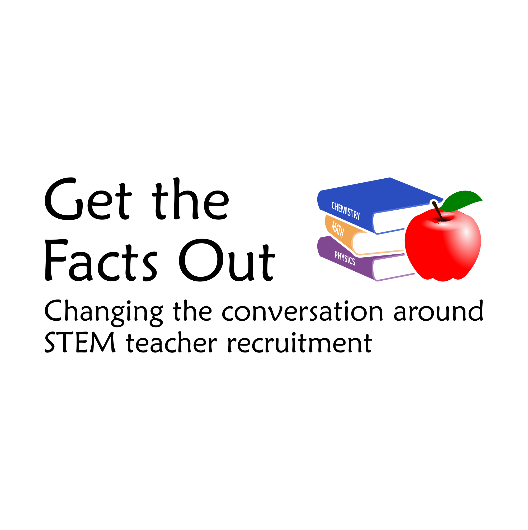 Get the
Facts Out
CHEMISTRY
MATH
PHYSICS
Changing the conversation around
STEM teacher recruitment